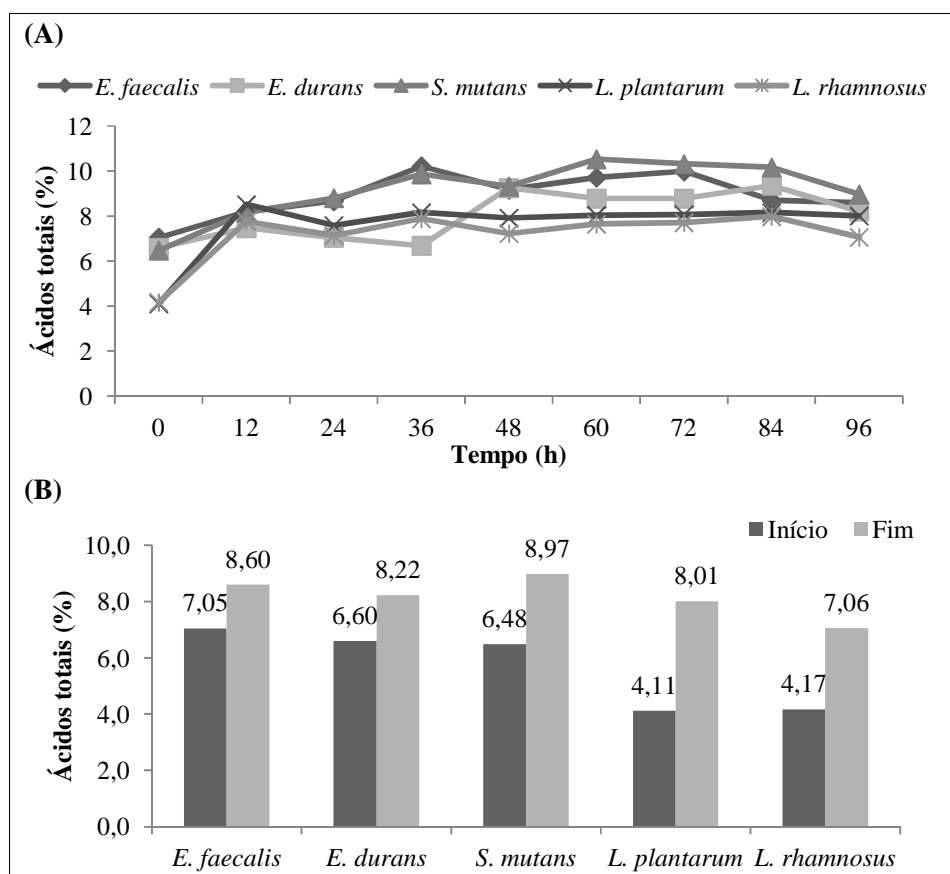 (A)
E. faecalis E. durans S. mutans L. plantarum L. rhamnosus
12
10
8
6
4
2
0
Ácidos totais (%)
0 12 24 36 48 60 72 84 96
Tempo (h)
(B)
Início Fim
10,0
8,0
6,0
4,0
2,0
0,0
Ácidos totais (%)
7,05 8,60 6,60 8,22 6,48 8,97 4,11 8,01 4,17 7,06
E. faecalis E. durans S. mutans L. plantarum L. rhamnosus